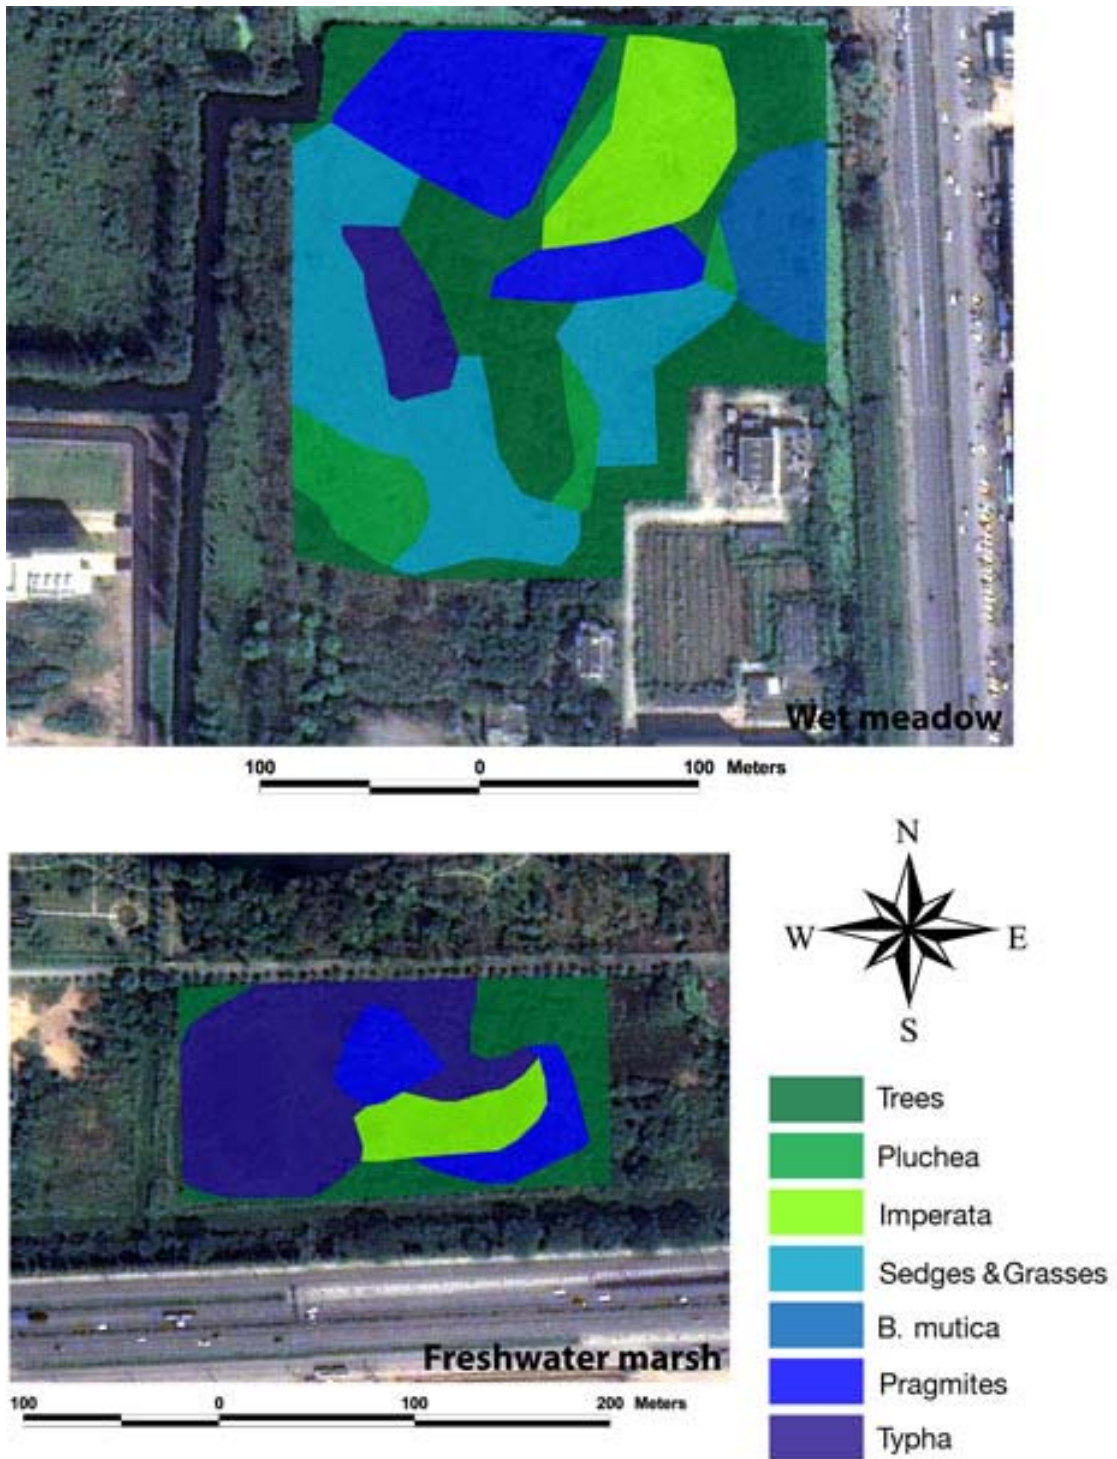 Wet meadow
100 0 100 Meters
N
W E
S
Trees
Pluchea
Imperata
Sedges & Grasses
B. mutica
Pragmites
Typha
Freshwater marsh
100 0 100 200 Meters